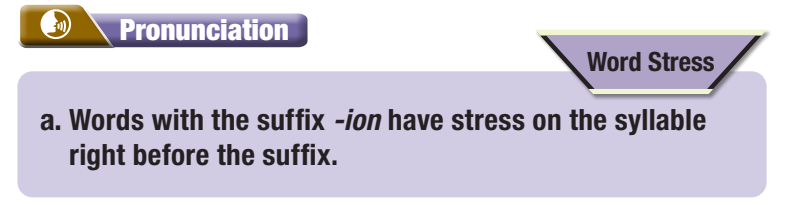 Pronunciation
Word Stress
a. Words with the suffix -ion have stress on the syllable
right before the suffix.